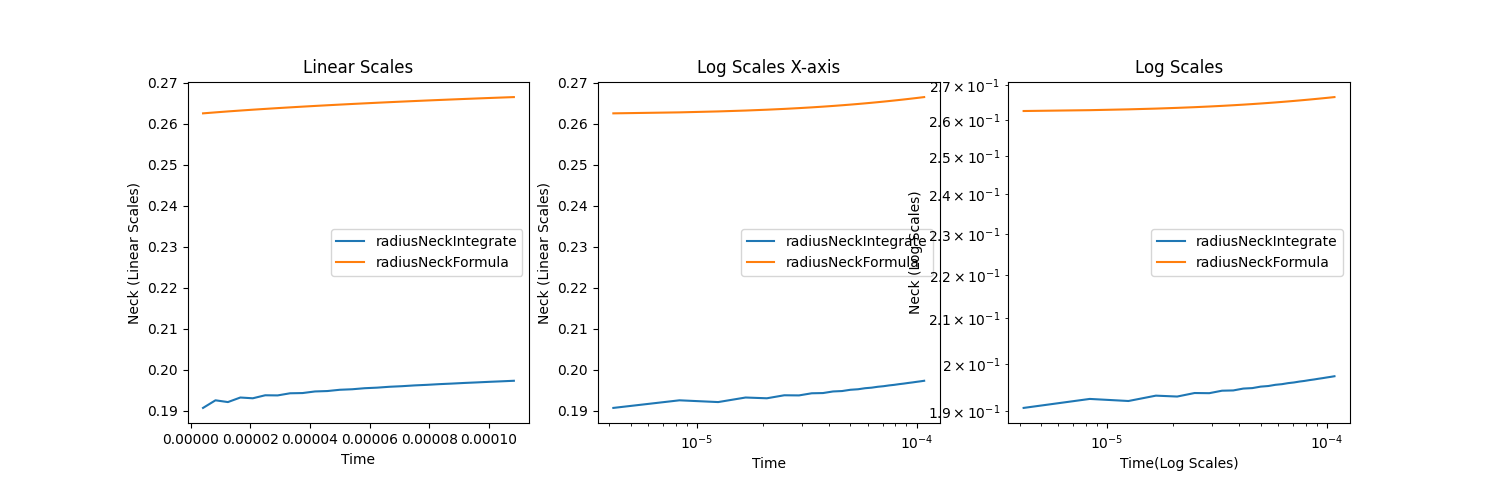 Linear Scales
0.27
0.26
0.25
0.24
0.23
0.22
0.21
0.20
0.19
Neck (Linear Scales)
radiusNeckIntegrate
radiusNeckFormula
0.00000 0.00002 0.00004 0.00006 0.00008 0.00010
Time
Log Scales X-axis
0.27
0.26
0.25
0.24
0.23
0.22
0.21
0.20
0.19
Neck (Linear Scales)
radiusNeckIntegrate
radiusNeckFormula
10⁻⁵ 10⁻⁴
Time
Log Scales
2.7 × 10⁻¹
2.6 × 10⁻¹
2.5 × 10⁻¹
2.4 × 10⁻¹
2.3 × 10⁻¹
2.2 × 10⁻¹
2.1 × 10⁻¹
2 × 10⁻¹
1.9 × 10⁻¹
Neck (Log Scales)
radiusNeckIntegrate
radiusNeckFormula
10⁻⁵ 10⁻⁴
Time(Log Scales)